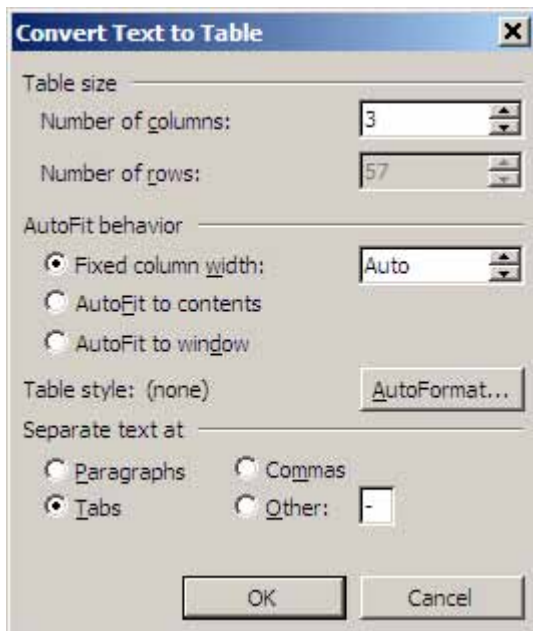 Convert Text to Table
Table size
Number of columns: 3
Number of rows: 57
AutoFit behavior
Fixed column width: Auto
AutoFit to contents
AutoFit to window
Table style: (none) AutoFormat...
Separate text at
Paragraphs Commas
Tabs Other: -
OK Cancel